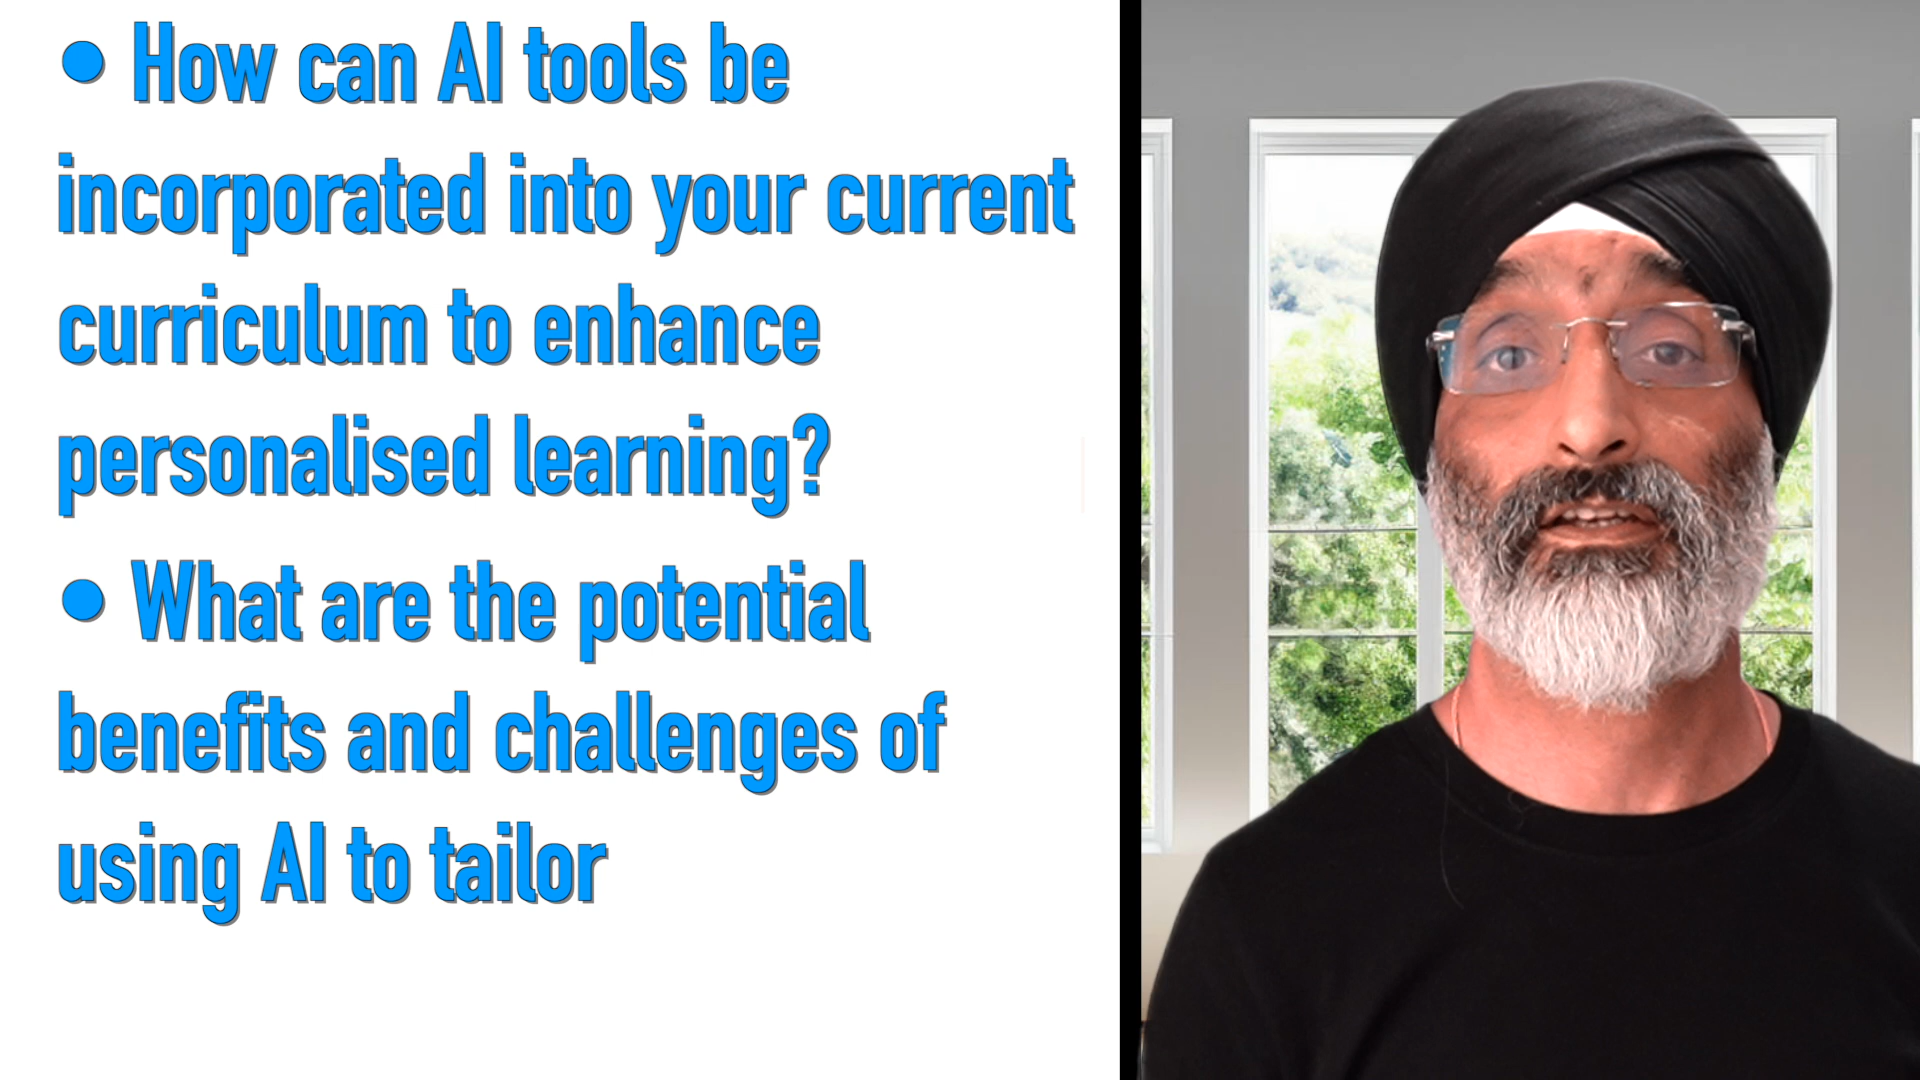 • How can AI tools be
incorporated into your current
curriculum to enhance
personalised learning?
• What are the potential
benefits and challenges of
using AI to tailor